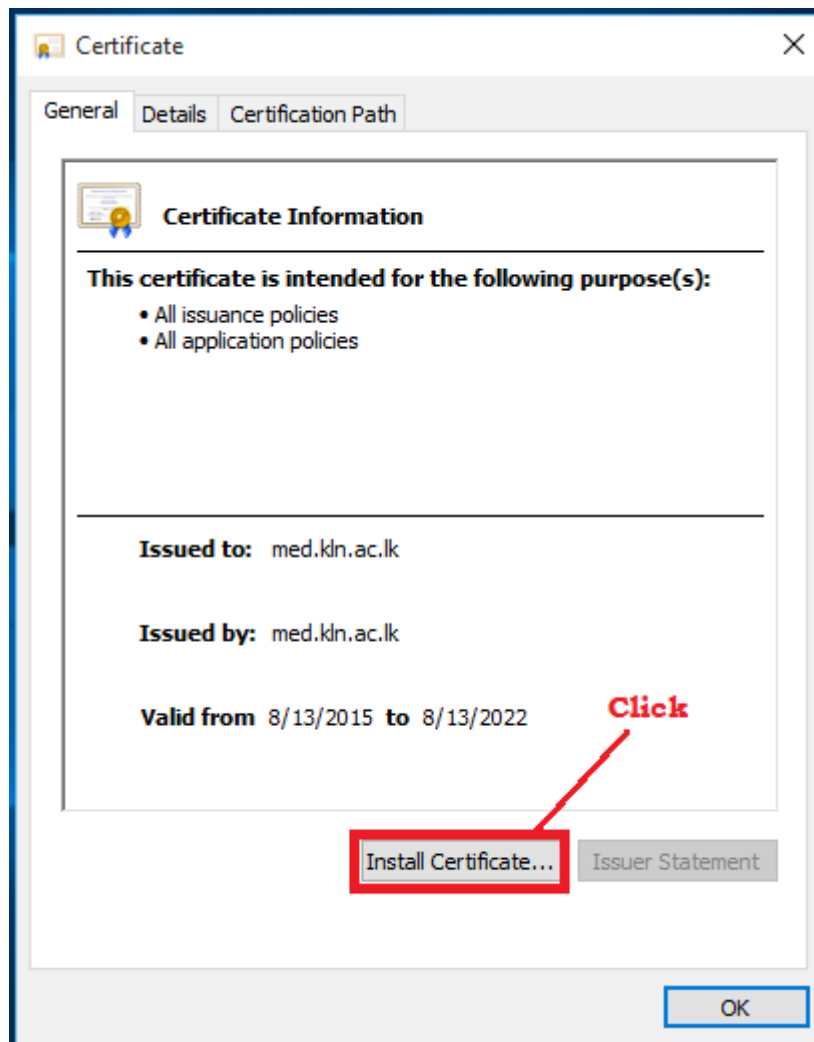 Certificate
General Details Certification Path
Certificate Information
This certificate is intended for the following purpose(s):
• All issuance policies
• All application policies
Issued to: med.kln.ac.lk
Issued by: med.kln.ac.lk
Valid from 8/13/2015 to 8/13/2022
Click
Install Certificate... Issuer Statement
OK